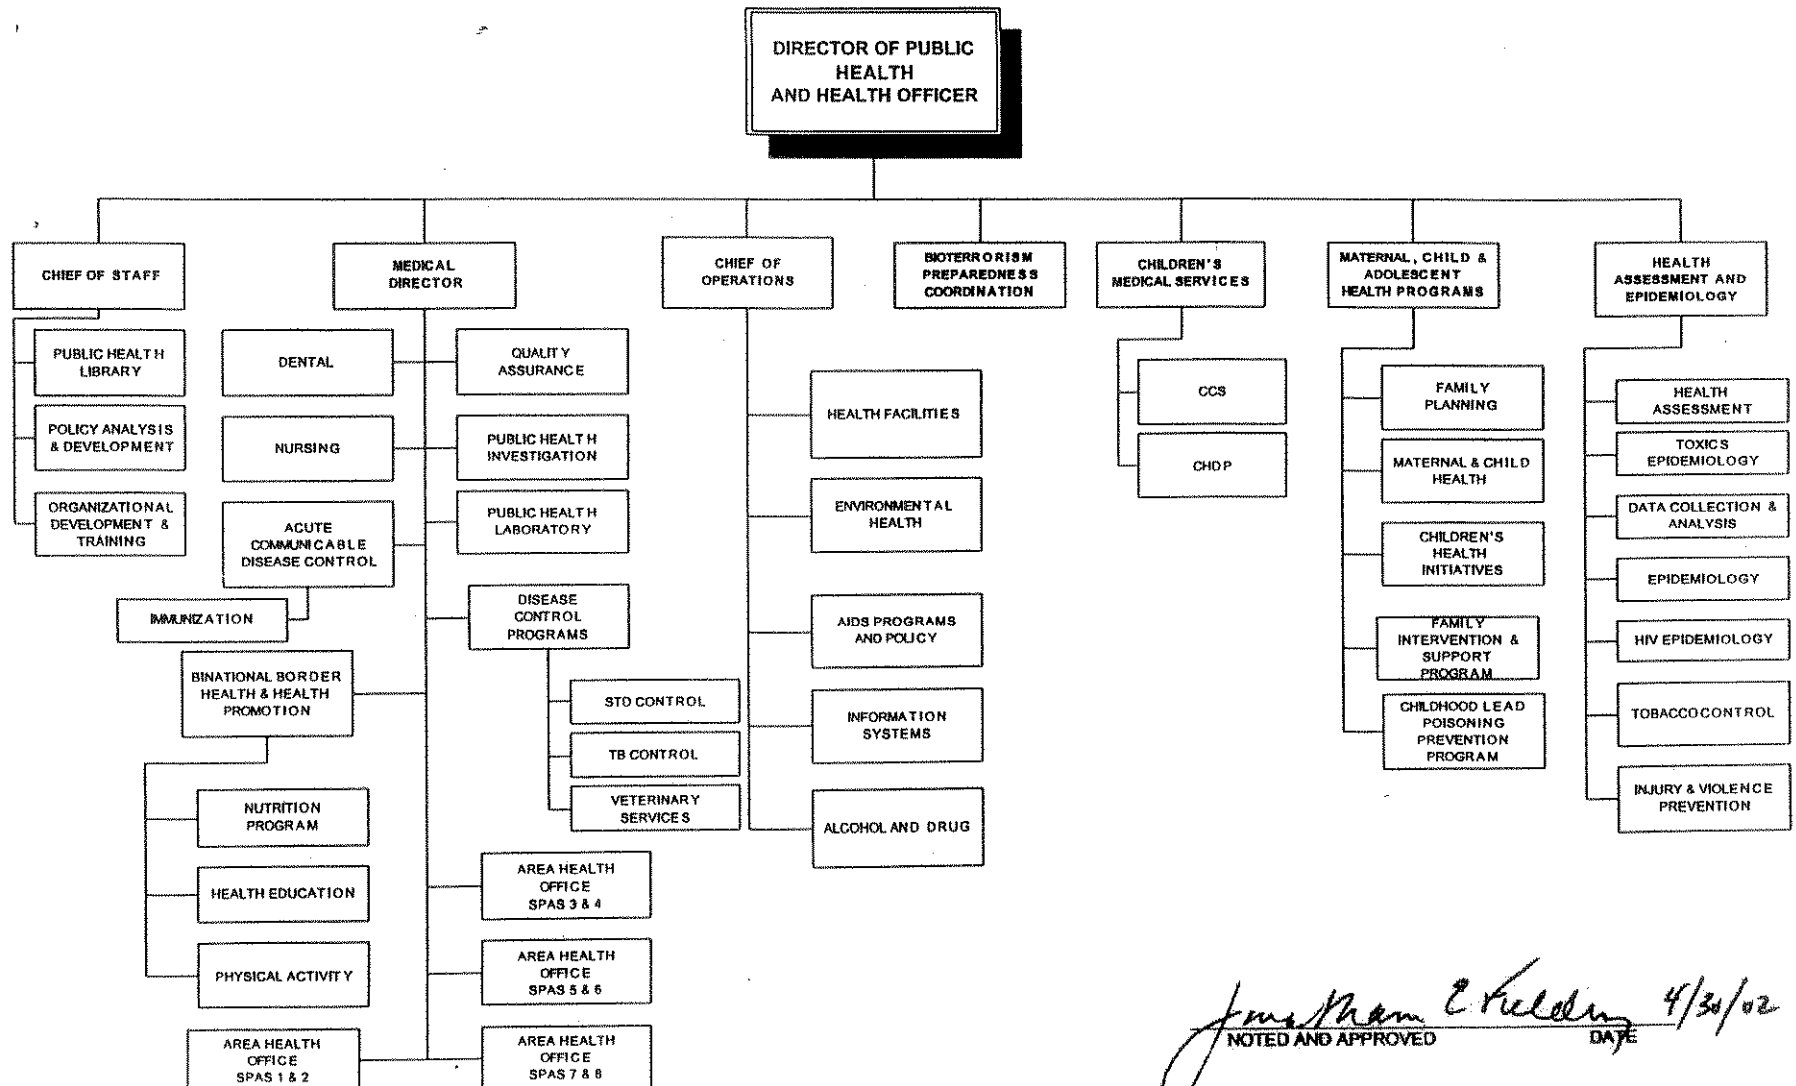 DIRECTOR OF PUBLIC
HEALTH
AND HEALTH OFFICER
CHIEF OF STAFF
PUBLIC HEALTH
LIBRARY
POLICY ANALYSIS
& DEVELOPMENT
ORGANIZATIONAL
DEVELOPMENT &
TRAINING
MEDICAL
DIRECTOR
DENTAL
QUALITY
ASSURANCE
NURSING
PUBLIC HEALTH
INVESTIGATION
PUBLIC HEALTH
LABORATORY
ACUTE
COMMUNICABLE
DISEASE CONTROL
IMMUNIZATION
DISEASE
CONTROL
PROGRAMS
STD CONTROL
TB CONTROL
VETERINARY
SERVICES
BINATIONAL BORDER
HEALTH & HEALTH
PROMOTION
NUTRITION
PROGRAM
HEALTH EDUCATION
PHYSICAL ACTIVITY
AREA HEALTH
OFFICE
SPAS 3 & 4
AREA HEALTH
OFFICE
SPAS 5 & 6
AREA HEALTH
OFFICE
SPAS 1 & 2
AREA HEALTH
OFFICE
SPAS 7 & 8
CHIEF OF
OPERATIONS
HEALTH FACILITIES
ENVIRONMENTAL
HEALTH
AIDS PROGRAMS
AND POLICY
INFORMATION
SYSTEMS
ALCOHOL AND DRUG
BIOTERRORISM
PREPAREDNESS
COORDINATION
CHILDREN'S
MEDICAL SERVICES
CCS
CHDP
MATERNAL, CHILD &
ADOLESCENT
HEALTH PROGRAMS
FAMILY
PLANNING
MATERNAL & CHILD
HEALTH
CHILDREN'S
HEALTH
INITIATIVES
FAMILY
INTERVENTION &
SUPPORT
PROGRAM
CHILDHOOD LEAD
POISONING
PREVENTION
PROGRAM
HEALTH
ASSESSMENT AND
EPIDEMIOLOGY
HEALTH
ASSESSMENT
TOXICS
EPIDEMIOLOGY
DATA COLLECTION &
ANALYSIS
EPIDEMIOLOGY
HIV EPIDEMIOLOGY
TOBACCO CONTROL
INJURY & VIOLENCE
PREVENTION
Jonathan E Fielding 4/30/02
NOTED AND APPROVED DATE